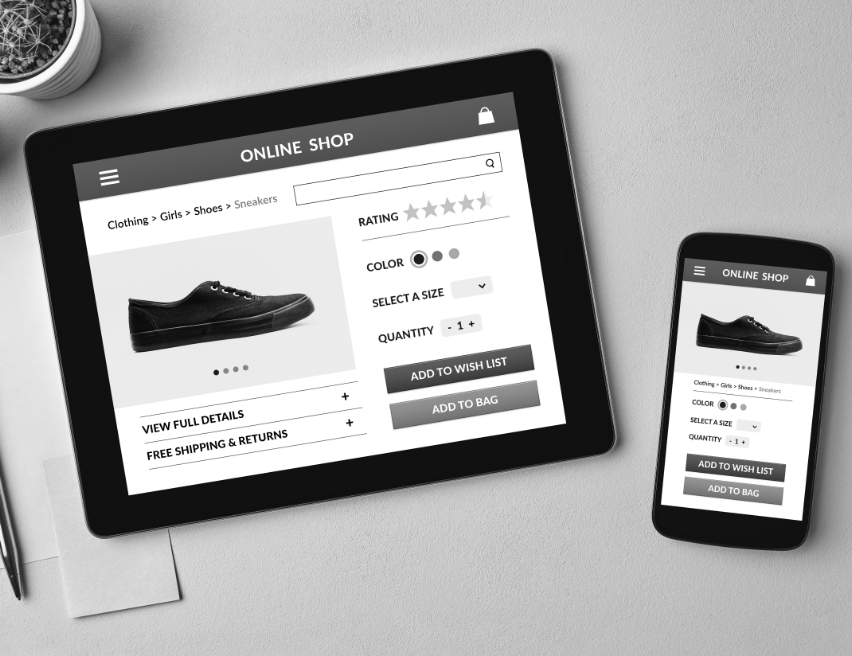 ONLINE SHOP
Clothing > Girls > Shoes > Sneakers
RATING
COLOR
SELECT A SIZE
QUANTITY - 1 +
ADD TO WISH LIST
ADD TO BAG
VIEW FULL DETAILS +
FREE SHIPPING & RETURNS +
ONLINE SHOP
Clothing > Girls > Shoes > Sneakers
COLOR
SELECT A SIZE
QUANTITY - 1 +
ADD TO WISH LIST
ADD TO BAG